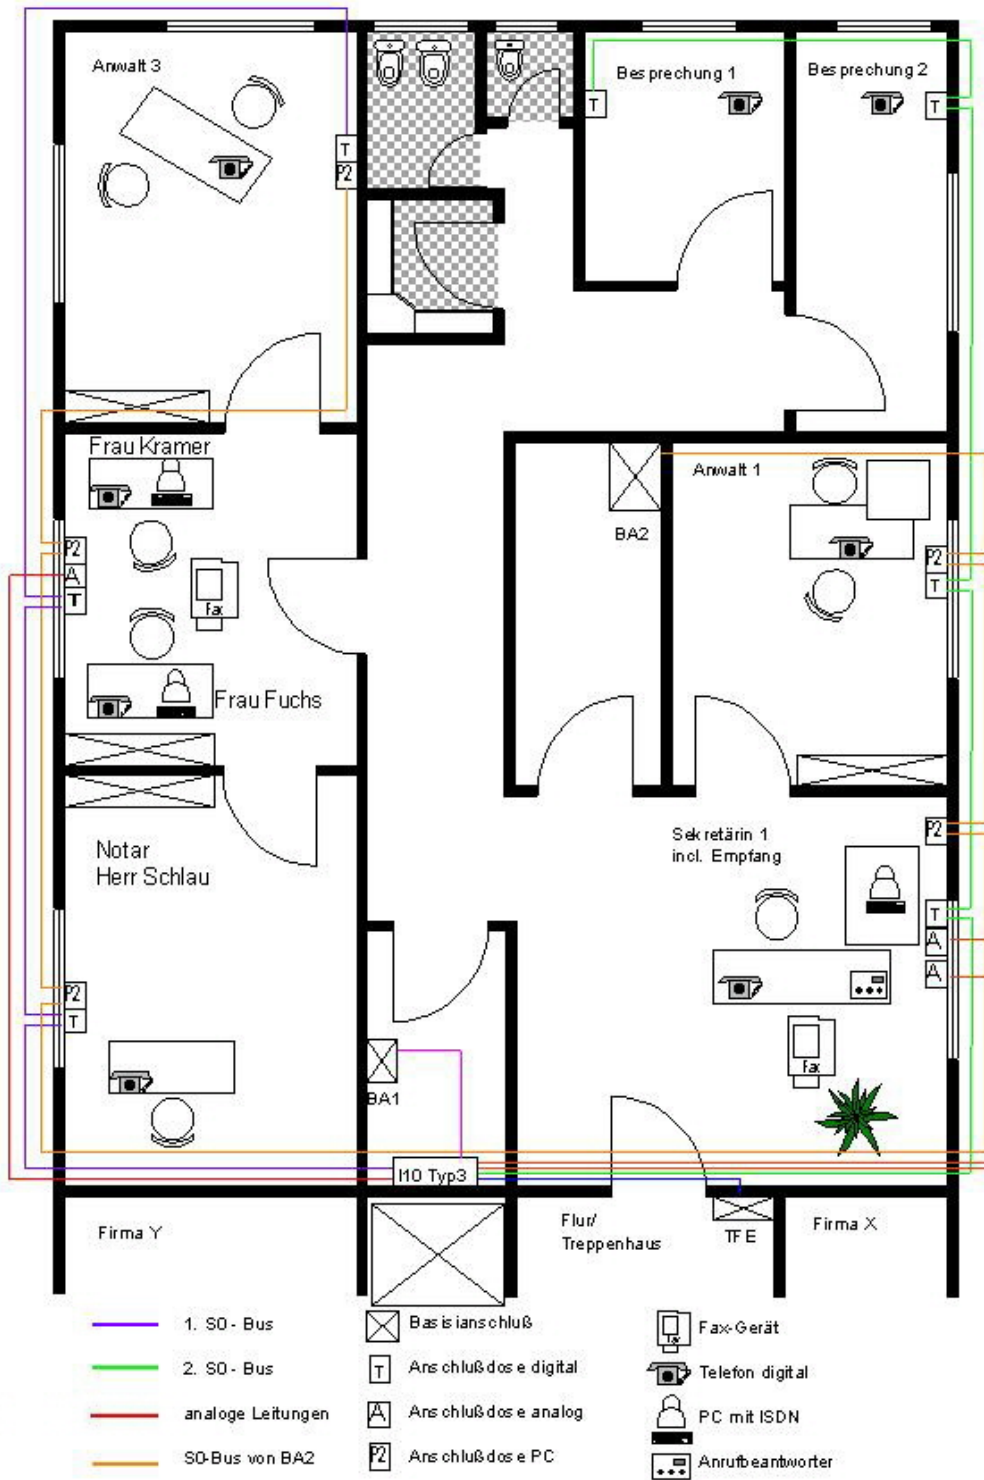 Anwalt 3
Besprechung 1
Besprechung 2
T
T
T
P2
Frau Kramer
Anwalt 1
BA2
P2
A
T
P2
T
Fax
Frau Fuchs
Sekretärin 1
incl. Empfang
P2
Notar
Herr Schlau
T
A
A
P2
T
Fax
BA1
I10 Typ3
Firma Y
Flur/
Treppenhaus
TFE
Firma X
1. S0 - Bus
Basisanschluß
Fax-Gerät
2. S0 - Bus
T
Anschlußdose digital
Telefon digital
analoge Leitungen
A
Anschlußdose analog
PC mit ISDN
S0-Bus von BA2
P2
Anschlußdose PC
Anrufbeantworter